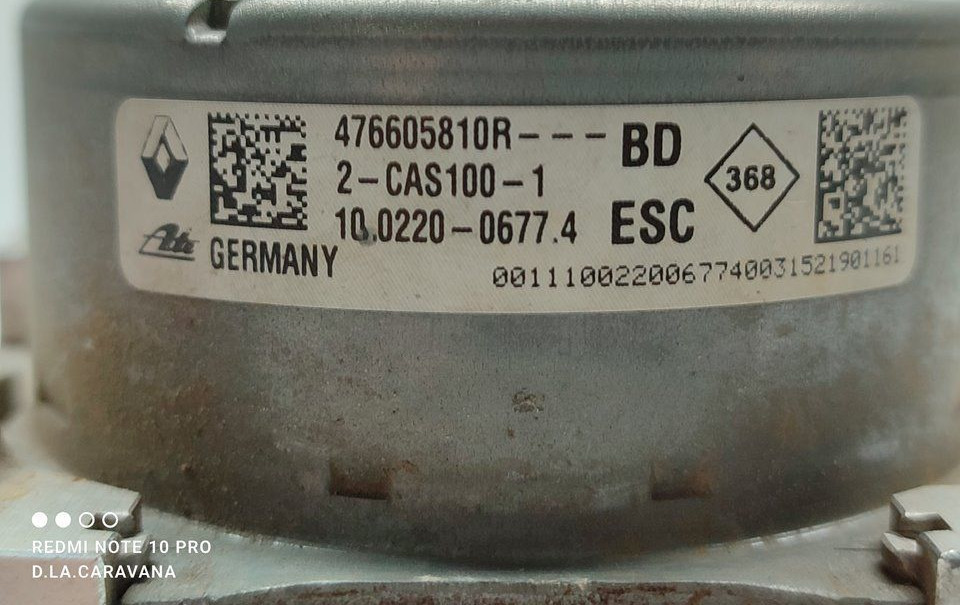 476605810R--- BD
2-CAS100-1
368
10.0220-0677.4 ESC
Ate
GERMANY
0011100220067740031521901161
REDMI NOTE 10 PRO
D.LA.CARAVANA